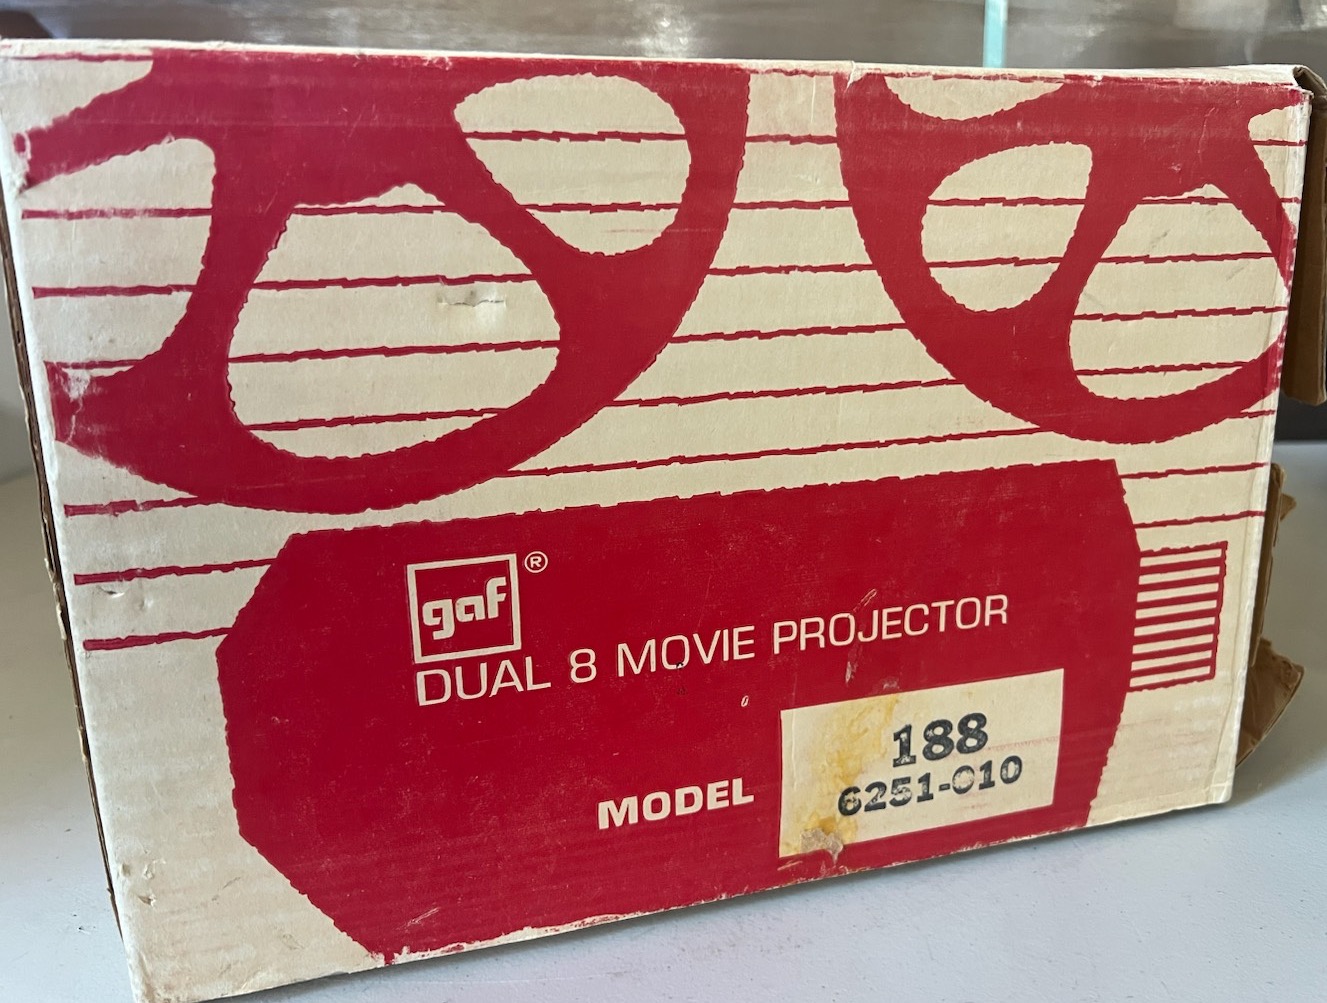 gaf®
DUAL 8 MOVIE PROJECTOR
MODEL
188
6251-010